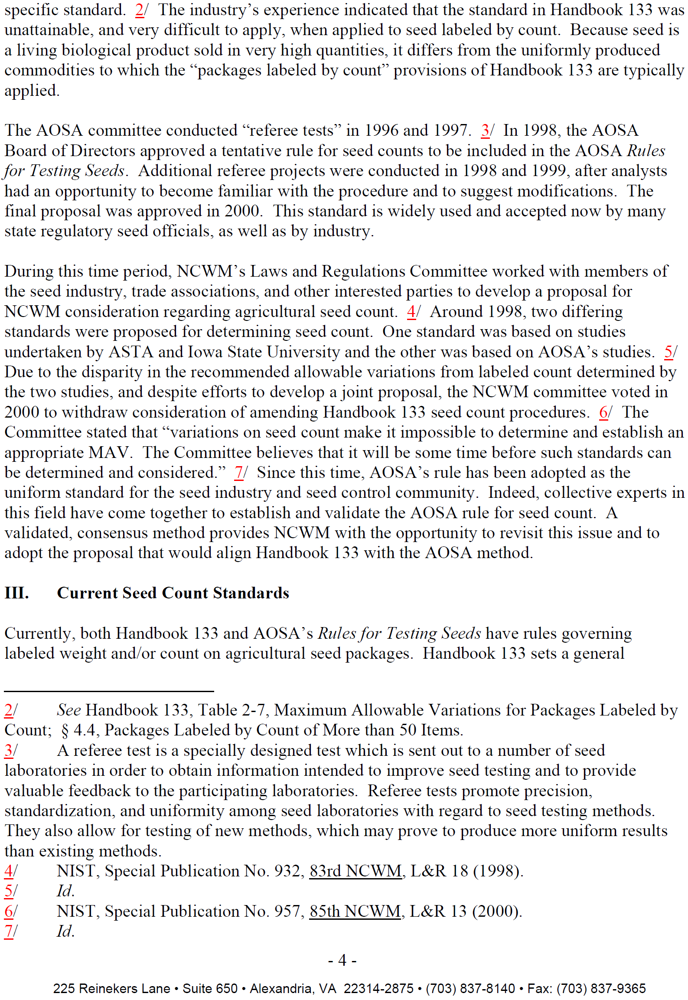 specific standard.  2/  The industry’s experience indicated that the standard in Handbook 133 was
unattainable, and very difficult to apply, when applied to seed labeled by count.  Because seed is
a living biological product sold in very high quantities, it differs from the uniformly produced
commodities to which the “packages labeled by count” provisions of Handbook 133 are typically
applied.
The AOSA committee conducted “referee tests” in 1996 and 1997.  3/  In 1998, the AOSA
Board of Directors approved a tentative rule for seed counts to be included in the AOSA Rules
for Testing Seeds.  Additional referee projects were conducted in 1998 and 1999, after analysts
had an opportunity to become familiar with the procedure and to suggest modifications.  The
final proposal was approved in 2000.  This standard is widely used and accepted now by many
state regulatory seed officials, as well as by industry.
During this time period, NCWM’s Laws and Regulations Committee worked with members of
the seed industry, trade associations, and other interested parties to develop a proposal for
NCWM consideration regarding agricultural seed count.  4/  Around 1998, two differing
standards were proposed for determining seed count.  One standard was based on studies
undertaken by ASTA and Iowa State University and the other was based on AOSA’s studies.  5/
Due to the disparity in the recommended allowable variations from labeled count determined by
the two studies, and despite efforts to develop a joint proposal, the NCWM committee voted in
2000 to withdraw consideration of amending Handbook 133 seed count procedures.  6/  The
Committee stated that “variations on seed count make it impossible to determine and establish an
appropriate MAV.  The Committee believes that it will be some time before such standards can
be determined and considered.”  7/  Since this time, AOSA’s rule has been adopted as the
uniform standard for the seed industry and seed control community.  Indeed, collective experts in
this field have come together to establish and validate the AOSA rule for seed count.  A
validated, consensus method provides NCWM with the opportunity to revisit this issue and to
adopt the proposal that would align Handbook 133 with the AOSA method.
III. Current Seed Count Standards
Currently, both Handbook 133 and AOSA’s Rules for Testing Seeds have rules governing
labeled weight and/or count on agricultural seed packages.  Handbook 133 sets a general
2/ See Handbook 133, Table 2-7, Maximum Allowable Variations for Packages Labeled by
Count;  § 4.4, Packages Labeled by Count of More than 50 Items.
3/ A referee test is a specially designed test which is sent out to a number of seed
laboratories in order to obtain information intended to improve seed testing and to provide
valuable feedback to the participating laboratories.  Referee tests promote precision,
standardization, and uniformity among seed laboratories with regard to seed testing methods.
They also allow for testing of new methods, which may prove to produce more uniform results
than existing methods.
4/ NIST, Special Publication No. 932, 83rd NCWM, L&R 18 (1998).
5/ Id.
6/ NIST, Special Publication No. 957, 85th NCWM, L&R 13 (2000).
7/ Id.
- 4 -
225 Reinekers Lane • Suite 650 • Alexandria, VA  22314-2875 • (703) 837-8140 • Fax: (703) 837-9365